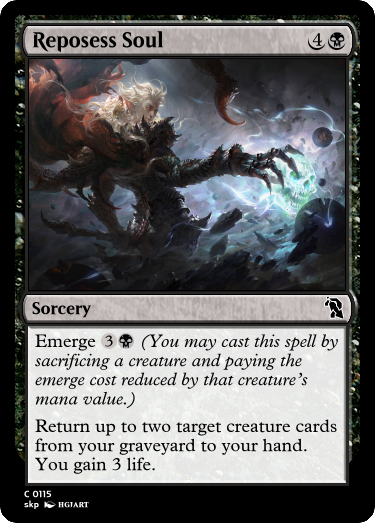 Reposess Soul 4
Sorcery
Emerge 3 (You may cast this spell by
sacrificing a creature and paying the
emerge cost reduced by that creature's
mana value.)
Return up to two target creature cards
from your graveyard to your hand.
You gain 3 life.
C 0115
skp HGJART